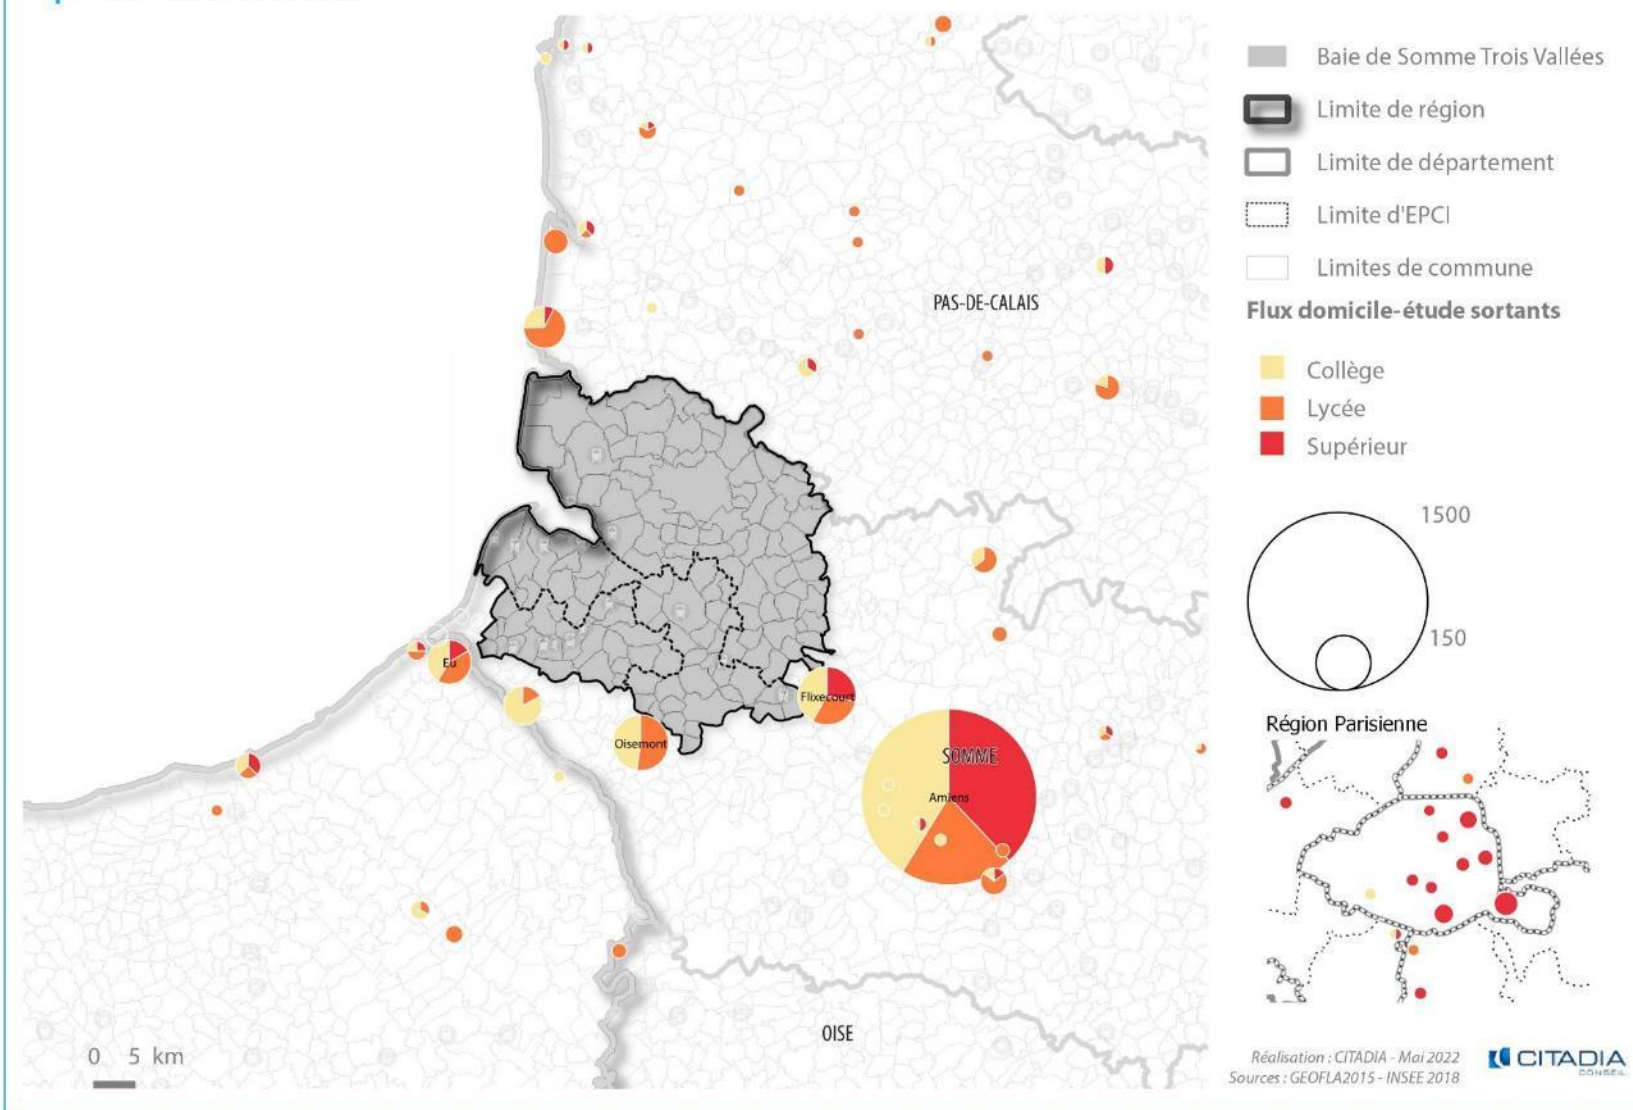 Baie de Somme Trois Vallées
Limite de région
Limite de département
Limite d'EPCI
Limites de commune
Flux domicile-étude sortants
Collège
Lycée
Supérieur
1500
150
Région Parisienne
PAS-DE-CALAIS
Eu
Flixecourt
Oisemont
SOMME
Amiens
OISE
0 5 km
Réalisation : CITADIA - Mai 2022
Sources : GEOFLA2015 - INSEE 2018
CITADIA
CONSEIL